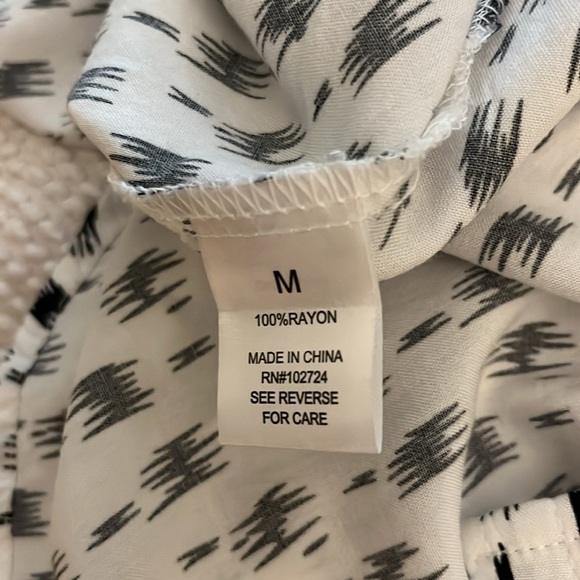 M
100%RAYON
MADE IN CHINA
RN#102724
SEE REVERSE
FOR CARE